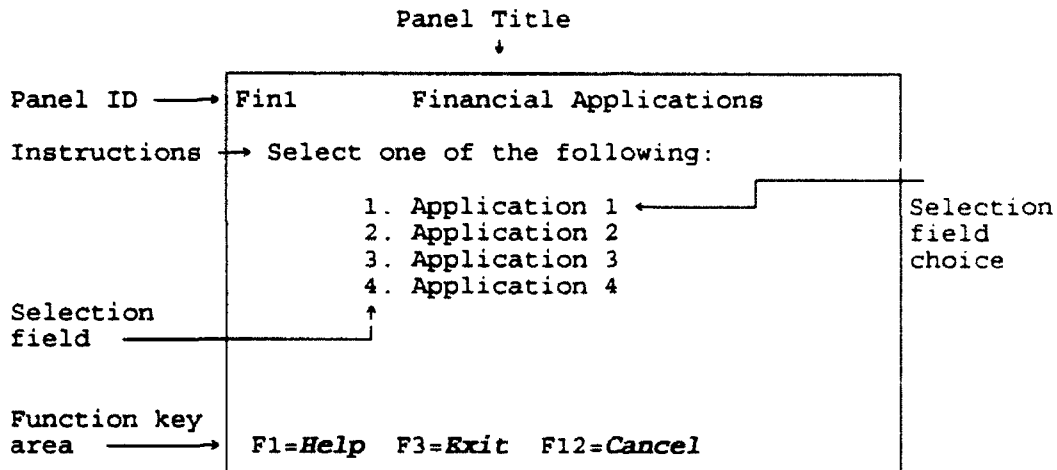 Panel Title
Panel ID
Fin1 Financial Applications
Instructions
Select one of the following:
1. Application 1
2. Application 2
3. Application 3
4. Application 4
Selection
field
choice
Selection
field
Function key
area
F1=Help F3=Exit F12=Cancel